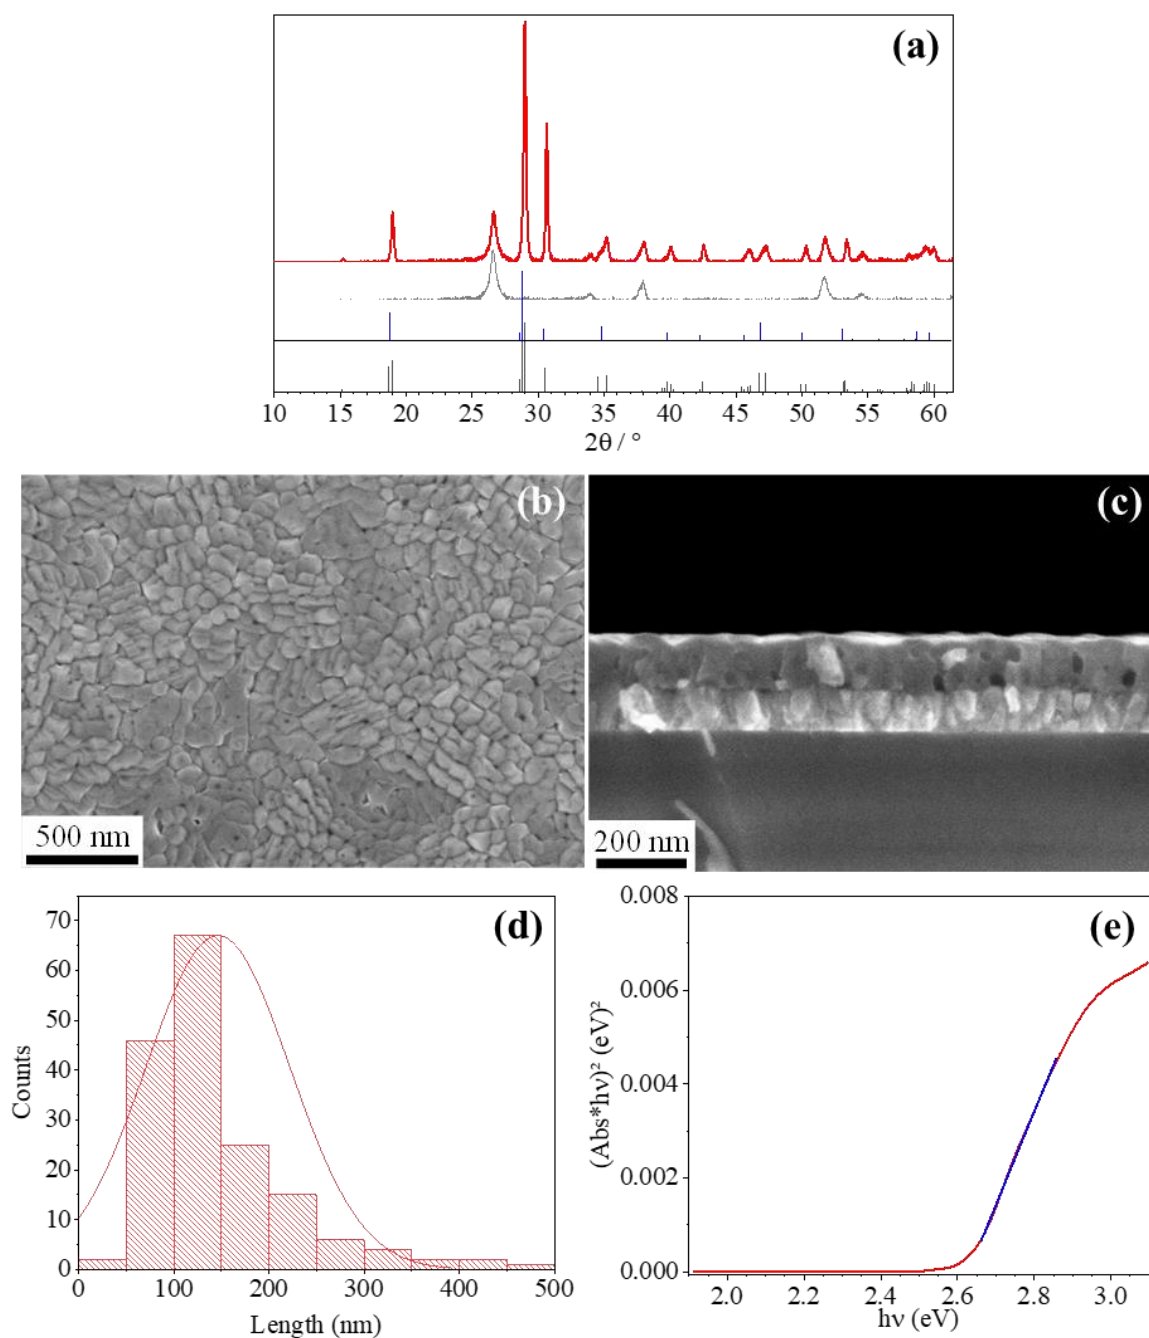 (a)
10 15 20 25 30 35 40 45 50 55 60
2θ / °
(b)
500 nm
(c)
200 nm
(d)
70
60
50
40
30
20
10
0
Counts
0 100 200 300 400 500
Length (nm)
(e)
0.008
0.006
0.004
0.002
0.000
(Abs*hν)² (eV)²
2.0 2.2 2.4 2.6 2.8 3.0
hν (eV)